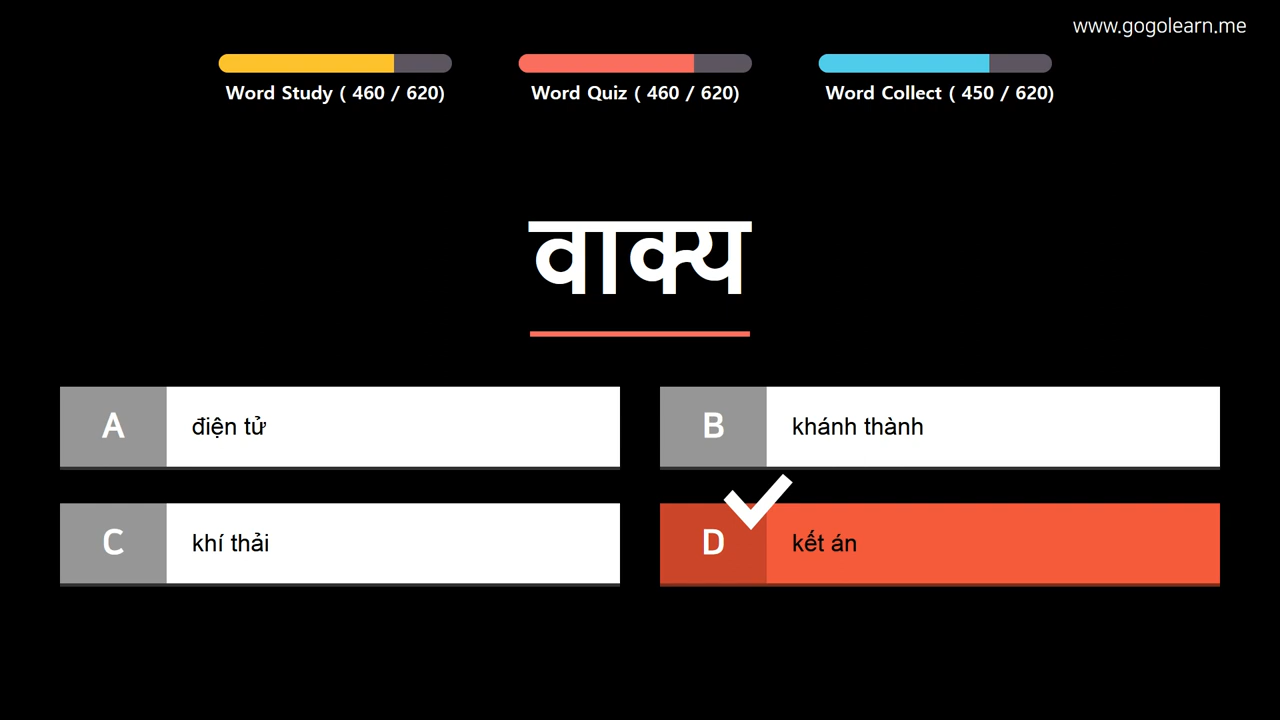 www.gogolearn.me
Word Study ( 460 / 620)
Word Quiz ( 460 / 620)
Word Collect ( 450 / 620)
वाक्य
A
điện tử
B
khánh thành
C
khí thải
D
kết án